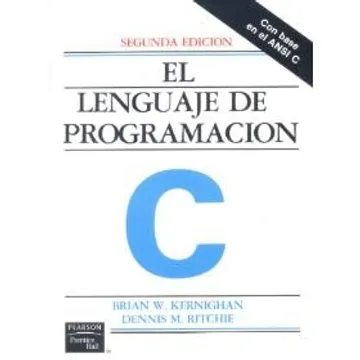 SEGUNDA EDICION
Con base
en el ANSI C
EL
LENGUAJE DE
PROGRAMACION
C
BRIAN W. KERNIGHAN
DENNIS M. RITCHIE
PEARSON
Prentice
Hall